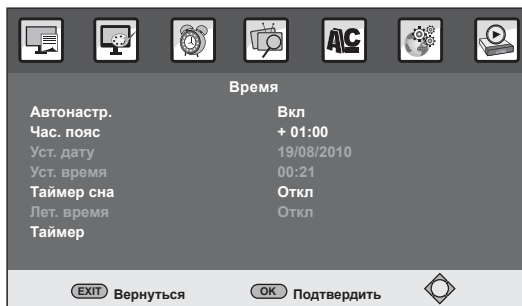 AC
Время
Автонастр. Вкл
Час. пояс + 01:00
Уст. дату 19/08/2010
Уст. время 00:21
Таймер сна Откл
Лет. время Откл
Таймер
EXIT Вернуться OK Подтвердить